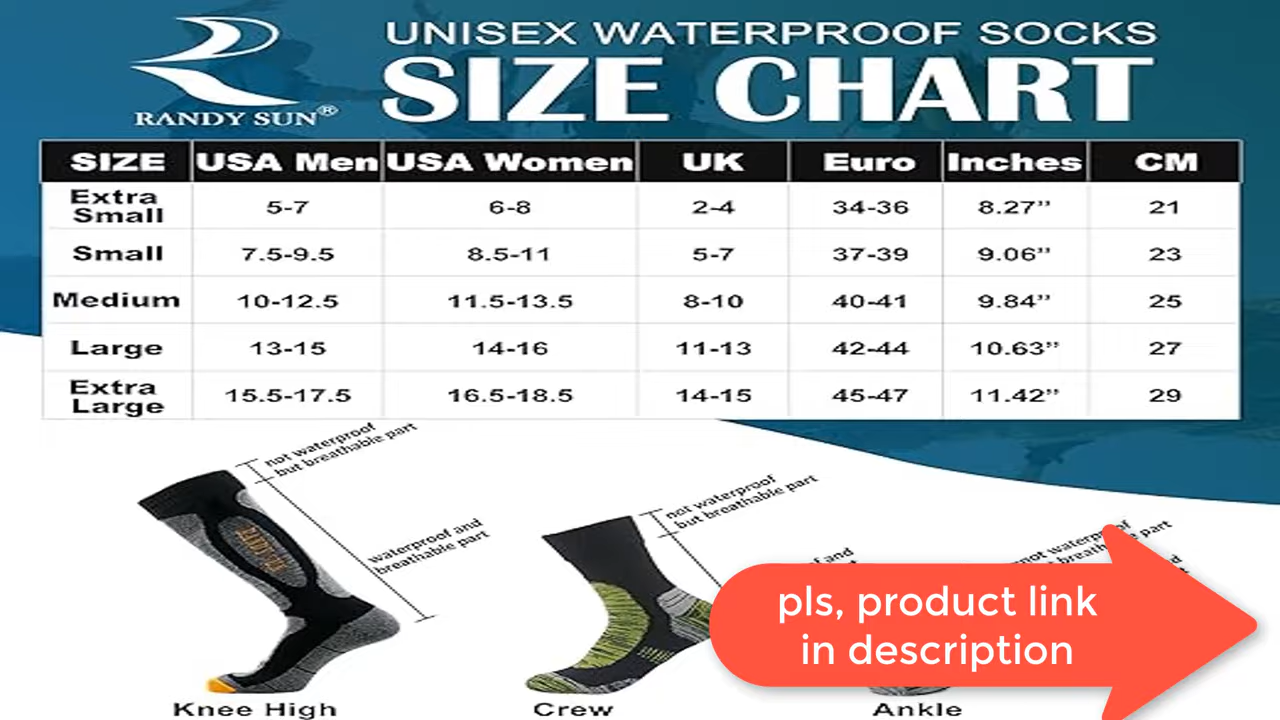 UNISEX WATERPROOF SOCKS
SIZE CHART
RANDY SUN®
SIZE USA Men USA Women UK Euro Inches CM
Extra Small 5-7 6-8 2-4 34-36 8.27” 21
Small 7.5-9.5 8.5-11 5-7 37-39 9.06” 23
Medium 10-12.5 11.5-13.5 8-10 40-41 9.84” 25
Large 13-15 14-16 11-13 42-44 10.63” 27
Extra Large 15.5-17.5 16.5-18.5 14-15 45-47 11.42” 29
not waterproof
but breathable part
waterproof and
breathable part
not waterproof
but breathable part
and
not waterproof
part
pls, product link
in description
Knee High
Crew
Ankle